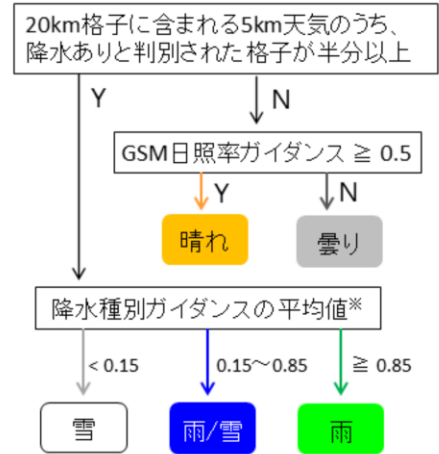 20km格子に含まれる5km天気のうち、
降水ありと判別された格子が半分以上
Y
N
GSM日照率ガイダンス ≧ 0.5
Y
N
晴れ
曇り
降水種別ガイダンスの平均値※
< 0.15
0.15～0.85
≧ 0.85
雪
雨/雪
雨